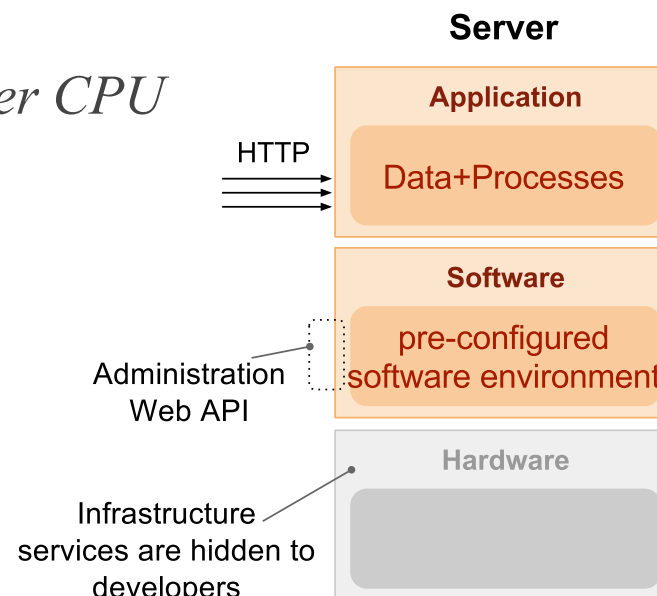 Server
er CPU
Application
HTTP
Data+Processes
Software
pre-configured
software environment
Administration
Web API
Hardware
Infrastructure
services are hidden to
developers